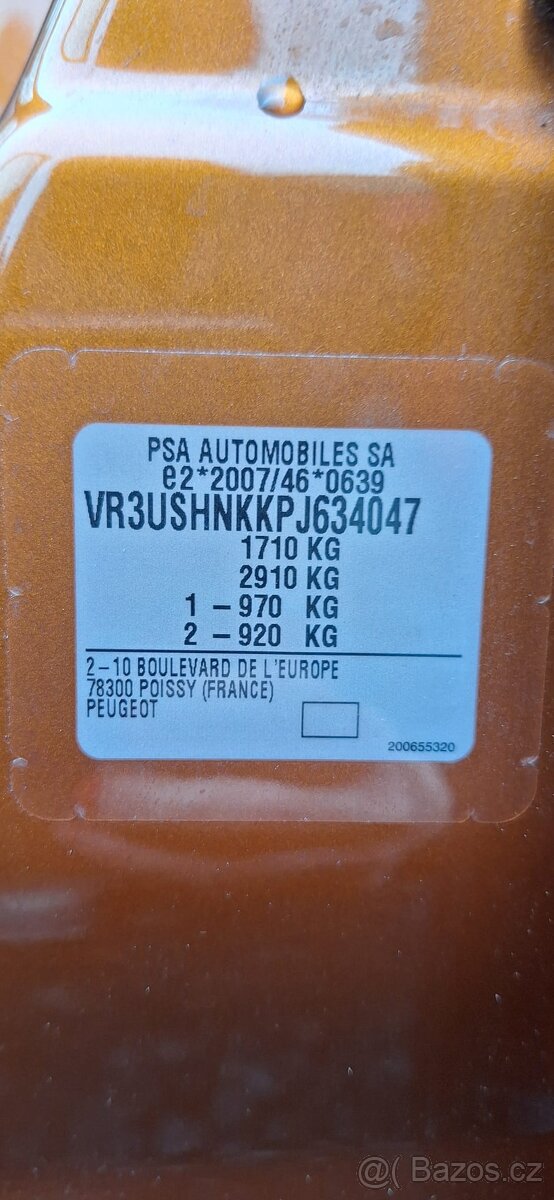 PSA AUTOMOBILES SA
e2*2007/46*0639
VR3USHNKKPJ634047
1710 KG
2910 KG
1 – 970 KG
2 – 920 KG
2–10 BOULEVARD DE L'EUROPE
78300 POISSY (FRANCE)
PEUGEOT
200655320
@( Bazos.cz